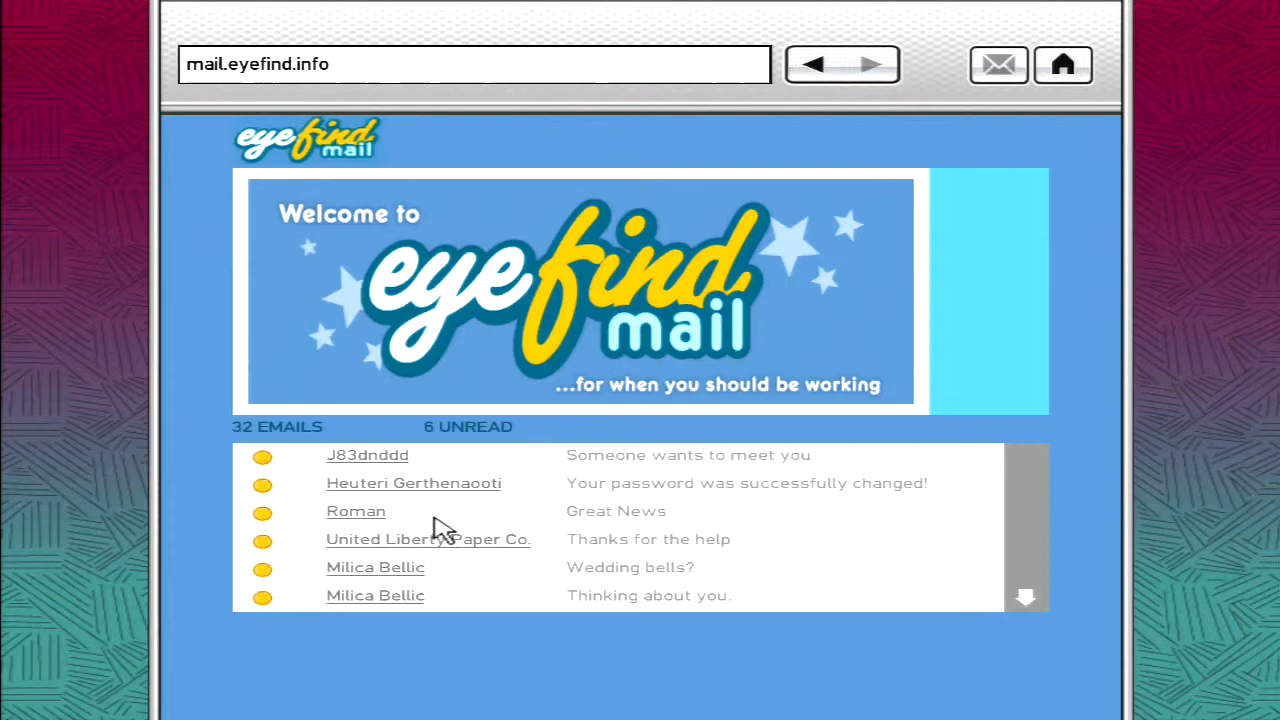 mail.eyefind.info
eyefind
mail
Welcome to
eyefind
mail
...for when you should be working
32 EMAILS 6 UNREAD
J83dnddd Someone wants to meet you
Heuteri Gerthenaooti Your password was successfully changed!
Roman Great News
United Liberty Paper Co. Thanks for the help
Milica Bellic Wedding bells?
Milica Bellic Thinking about you.